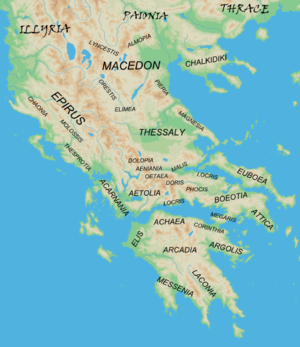 THRACE
PAIONIA
ILLYRIA
ALMOPIA
LYNCESTIS
MACEDON
CHALKIDIKI
ORESTIS
PIERIA
EPIRUS
CHAONIA
ELIMEA
MAGNESIA
MOLOSSIS
THESSALY
THESPROTIA
DOLOPIA
AENIANIA
MALIS
OETAEA
LOCRIS
EUBOEA
DORIS
ACARNANIA
AETOLIA
PHOCIS
BOEOTIA
LOCRIS
ATTICA
MEGARIS
ACHAEA
CORINTHIA
ELIS
ARCADIA
ARGOLIS
LACONIA
MESSENIA